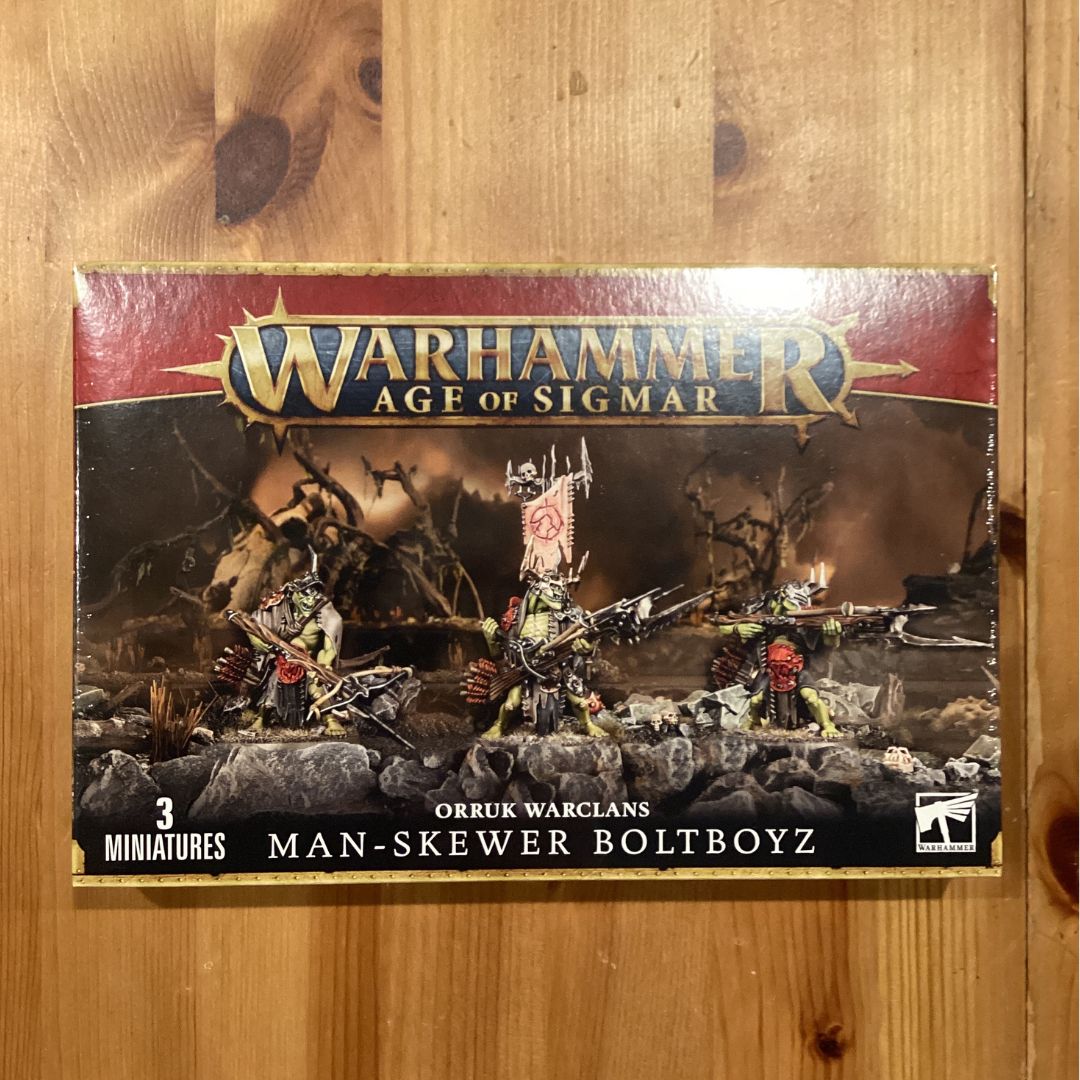 WARHAMMER
AGE OF SIGMAR
3
MINIATURES
ORRUK WARCLANS
MAN-SKEWER BOLTBOYZ
WARHAMMER